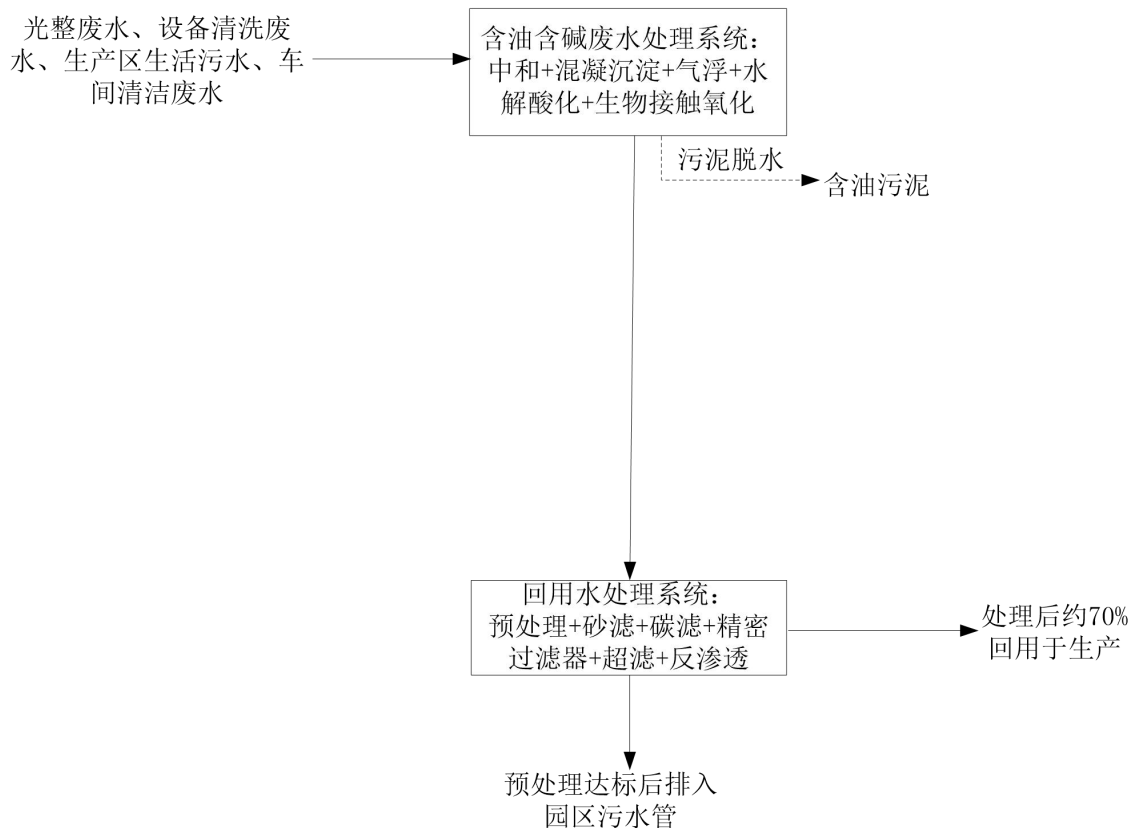 光整废水、设备清洗废
水、生产区生活污水、车
间清洁废水
含油含碱废水处理系统：
中和+混凝沉淀+气浮+水
解酸化+生物接触氧化
污泥脱水
含油污泥
回用水处理系统：
预处理+砂滤+碳滤+精密
过滤器+超滤+反渗透
处理后约70%
回用于生产
预处理达标后排入
园区污水管